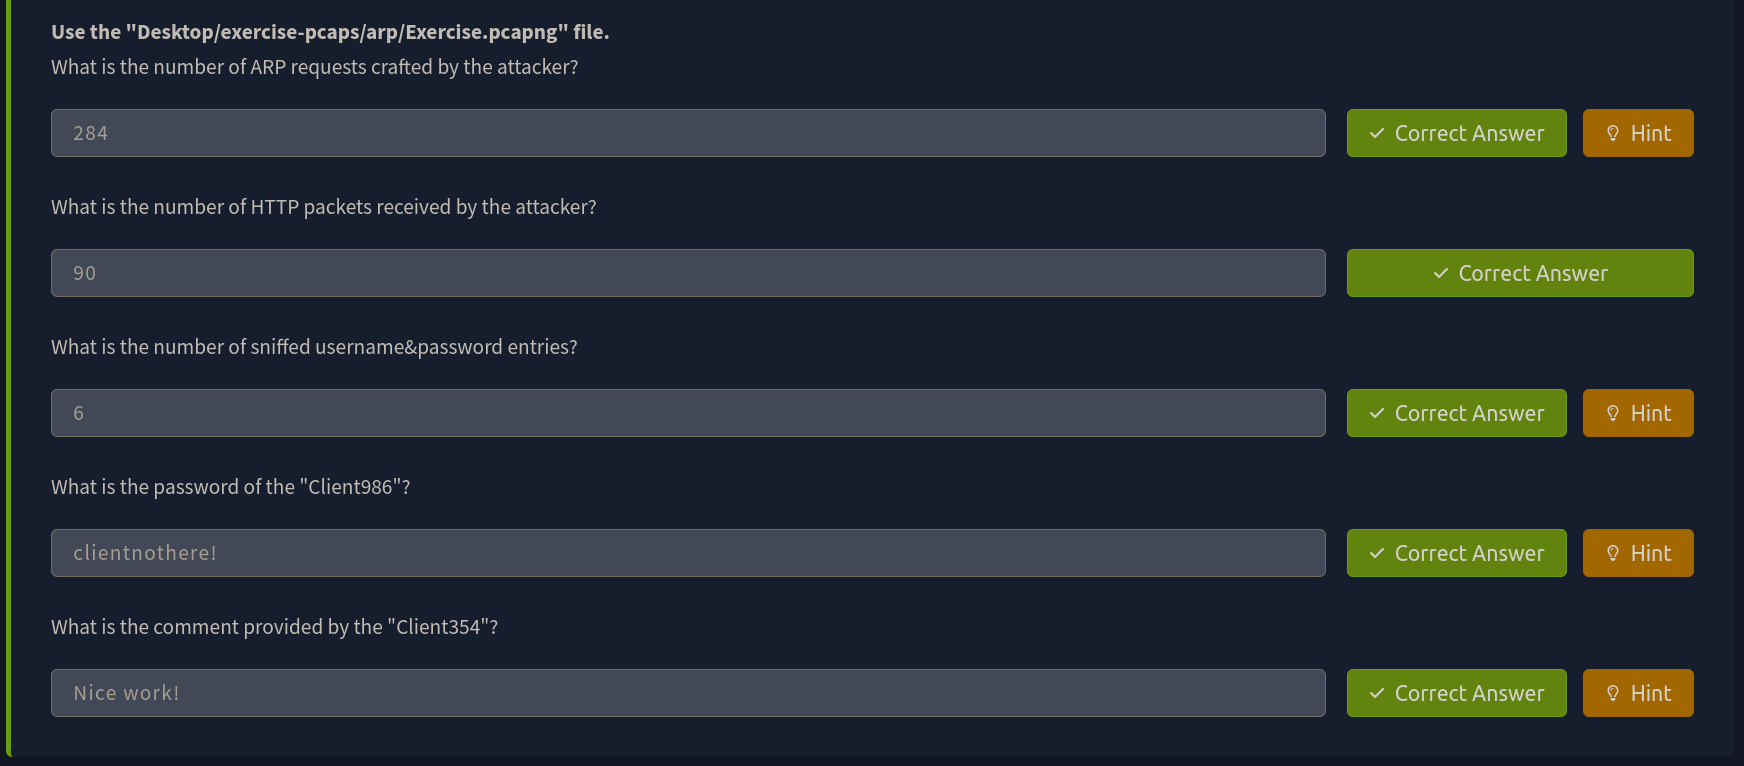 Use the "Desktop/exercise-pcaps/arp/Exercise.pcapng" file.
What is the number of ARP requests crafted by the attacker?
284
Correct Answer
Hint
What is the number of HTTP packets received by the attacker?
90
Correct Answer
What is the number of sniffed username&password entries?
6
Correct Answer
Hint
What is the password of the "Client986"?
clientnothere!
Correct Answer
Hint
What is the comment provided by the "Client354"?
Nice work!
Correct Answer
Hint